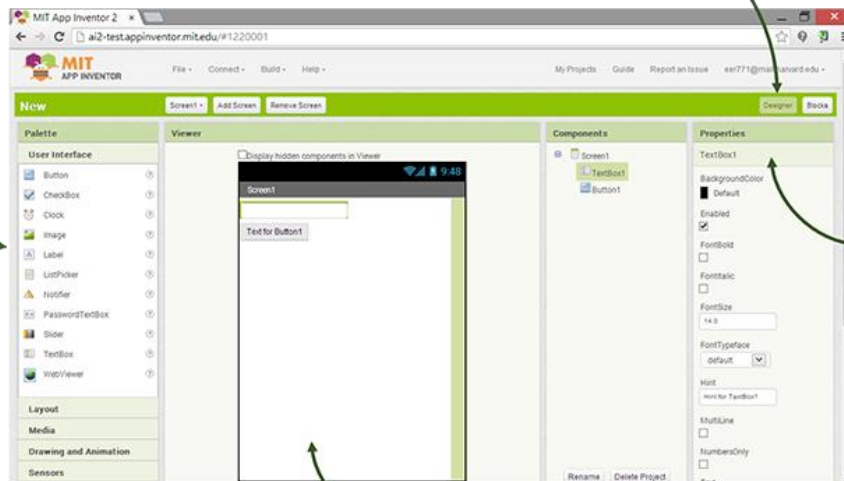 MIT App Inventor 2
ai2-test.appinventor.mit.edu/#1220001
MIT
APP INVENTOR
File
Connect
Build
Help
My Projects
Guide
Report an Issue
New
Screen1
Add Screen
Remove Screen
Designer
Blocks
Palette
User Interface
Button
CheckBox
Clock
Image
Label
ListPicker
Notifier
PasswordTextBox
Slider
TextBox
WebViewer
Layout
Media
Drawing and Animation
Sensors
Viewer
Display hidden components in Viewer
9:48
Screen1
Text for Button1
Components
Screen1
TextBox1
Button1
Rename
Delete Project
Properties
TextBox1
BackgroundColor
Default
Enabled
FontBold
FontItalic
FontSize
14.0
FontTypeface
default
Hint
Hint for TextBox1
MultiLine
NumbersOnly